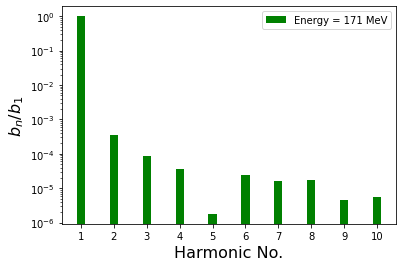 Energy = 171 MeV
10⁰
10⁻¹
10⁻²
10⁻³
10⁻⁴
10⁻⁵
10⁻⁶
bₙ/b₁
1 2 3 4 5 6 7 8 9 10
Harmonic No.